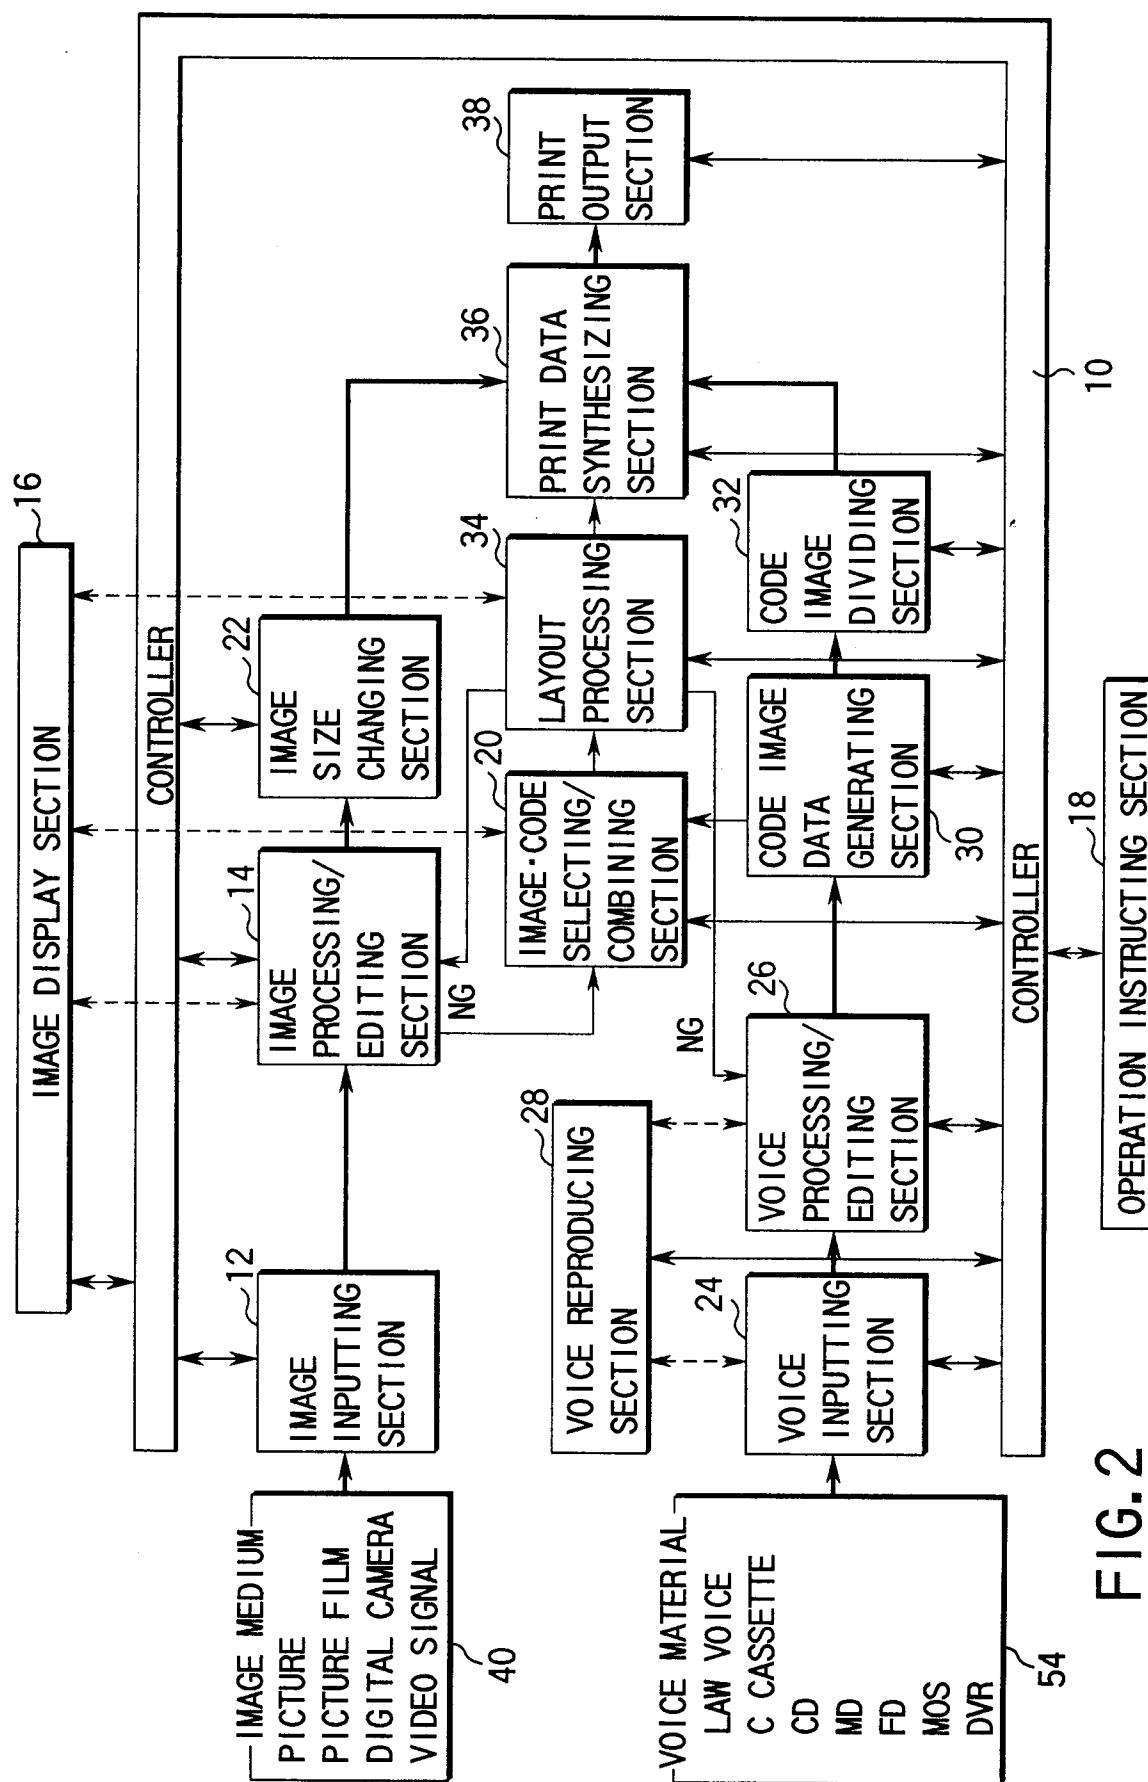 IMAGE DISPLAY SECTION
16
CONTROLLER
IMAGE MEDIUM
PICTURE
PICTURE FILM
DIGITAL CAMERA
VIDEO SIGNAL
40
IMAGE
INPUTTING
SECTION
12
IMAGE
PROCESSING/
EDITING
SECTION
14
IMAGE
SIZE
CHANGING
SECTION
22
NG
IMAGE·CODE
SELECTING/
COMBINING
SECTION
20
LAYOUT
PROCESSING
SECTION
34
PRINT DATA
SYNTHESIZING
SECTION
36
PRINT
OUTPUT
SECTION
38
VOICE REPRODUCING
SECTION
28
NG
VOICE MATERIAL
LAW VOICE
C CASSETTE
CD
MD
FD
MOS
DVR
54
VOICE
INPUTTING
SECTION
24
VOICE
PROCESSING/
EDITING
SECTION
26
CODE IMAGE
DATA
GENERATING
SECTION
30
CODE
IMAGE
DIVIDING
SECTION
32
CONTROLLER
10
OPERATION INSTRUCTING SECTION
18
FIG. 2